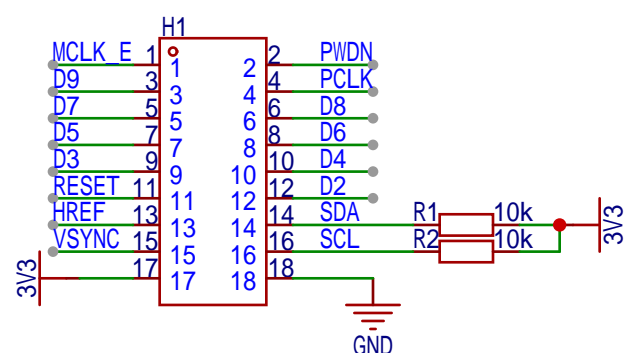 H1
MCLK_E 1 1 2 2 PWDN
D9 3 3 4 4 PCLK
D7 5 5 6 6 D8
D5 7 7 8 8 D6
D3 9 9 10 10 D4
RESET 11 11 12 12 D2
HREF 13 13 14 14 SDA R1 10k 3V3
VSYNC 15 15 16 16 SCL R2 10k
3V3 17 17 18 18
GND